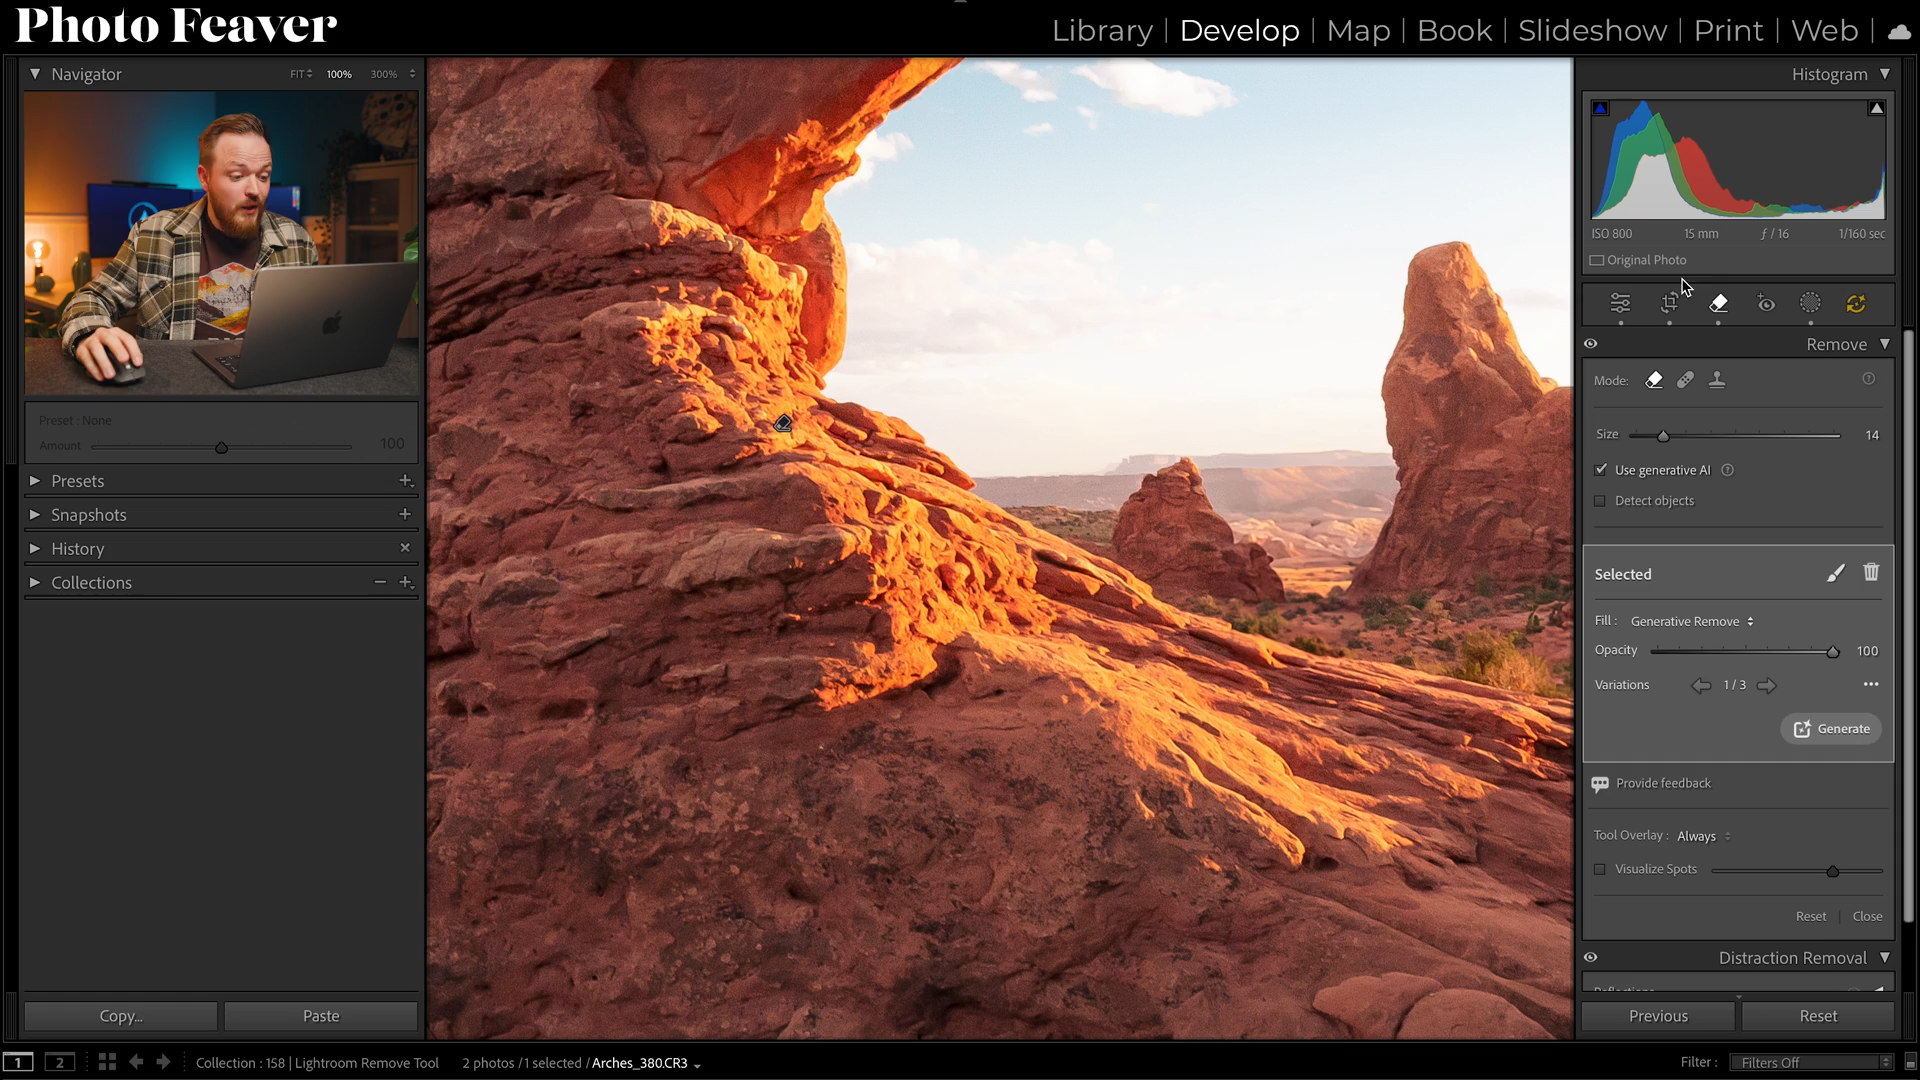 Photo Feaver
Library | Develop | Map | Book | Slideshow | Print | Web |
Navigator
FIT
100%
300%
Preset : None
Amount
100
Presets
Snapshots
History
Collections
Copy...
Paste
Histogram
ISO 800
15 mm
ƒ / 16
1/160 sec
Original Photo
Remove
Mode:
Size
14
Use generative AI
Detect objects
Selected
Fill : Generative Remove
Opacity
100
Variations
1 / 3
Generate
Provide feedback
Tool Overlay : Always
Visualize Spots
Reset | Close
Distraction Removal
Previous
Reset
1
2
Collection : 158 | Lightroom Remove Tool
2 photos /1 selected / Arches_380.CR3
Filter :
Filters Off